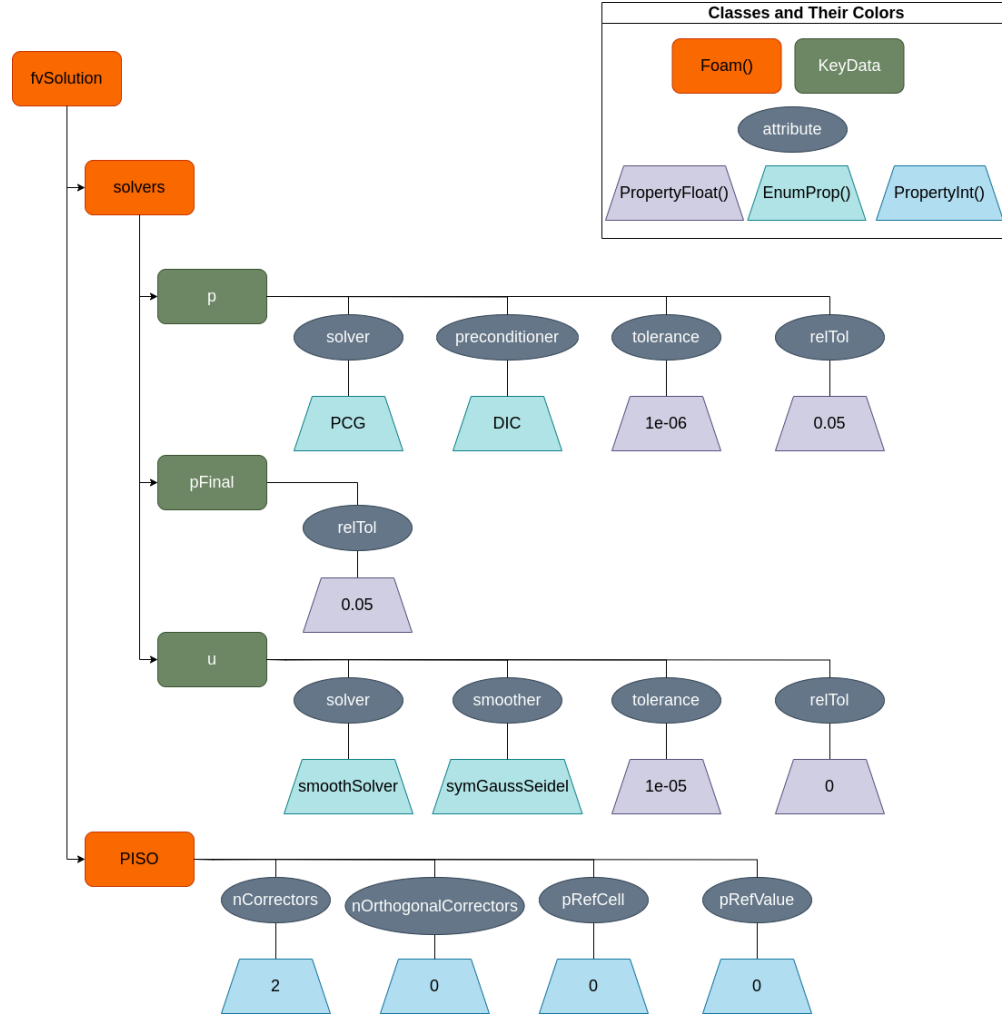 Classes and Their Colors
fvSolution
Foam()
KeyData
attribute
solvers
PropertyFloat()
EnumProp()
PropertyInt()
p
solver
preconditioner
tolerance
relTol
PCG
DIC
1e-06
0.05
pFinal
relTol
0.05
u
solver
smoother
tolerance
relTol
smoothSolver
symGaussSeidel
1e-05
0
PISO
nCorrectors
nOrthogonalCorrectors
pRefCell
pRefValue
2
0
0
0